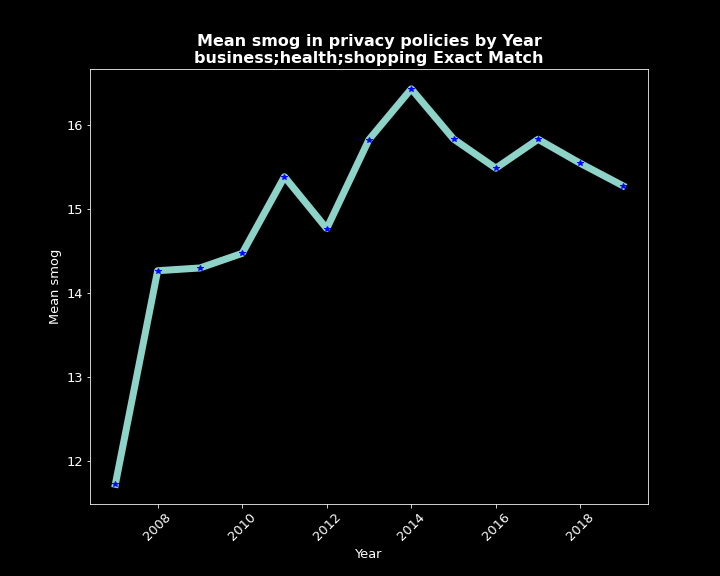 Mean smog in privacy policies by Year
business;health;shopping Exact Match
16
15
14
13
12
Mean smog
2008
2010
2012
2014
2016
2018
Year